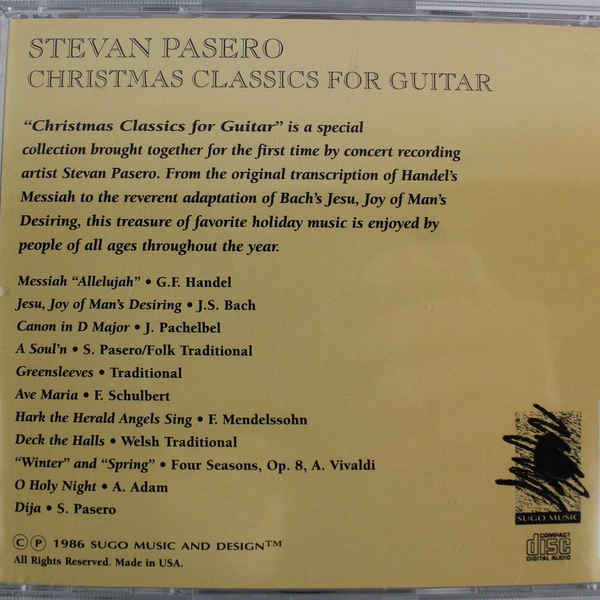 STEVAN PASERO
CHRISTMAS CLASSICS FOR GUITAR
“Christmas Classics for Guitar” is a special
collection brought together for the first time by concert recording
artist Stevan Pasero. From the original transcription of Handel's
Messiah to the reverent adaptation of Bach's Jesu, Joy of Man's
Desiring, this treasure of favorite holiday music is enjoyed by
people of all ages throughout the year.
Messiah “Allelujah” • G.F. Handel
Jesu, Joy of Man's Desiring • J.S. Bach
Canon in D Major • J. Pachelbel
A Soul'n • S. Pasero/Folk Traditional
Greensleeves • Traditional
Ave Maria • F. Schulbert
Hark the Herald Angels Sing • F. Mendelssohn
Deck the Halls • Welsh Traditional
“Winter” and “Spring” • Four Seasons, Op. 8, A. Vivaldi
O Holy Night • A. Adam
Dija • S. Pasero
SUGO MUSIC
©℗ 1986 SUGO MUSIC AND DESIGN™
All Rights Reserved. Made in USA.
COMPACT
disc
DIGITAL AUDIO